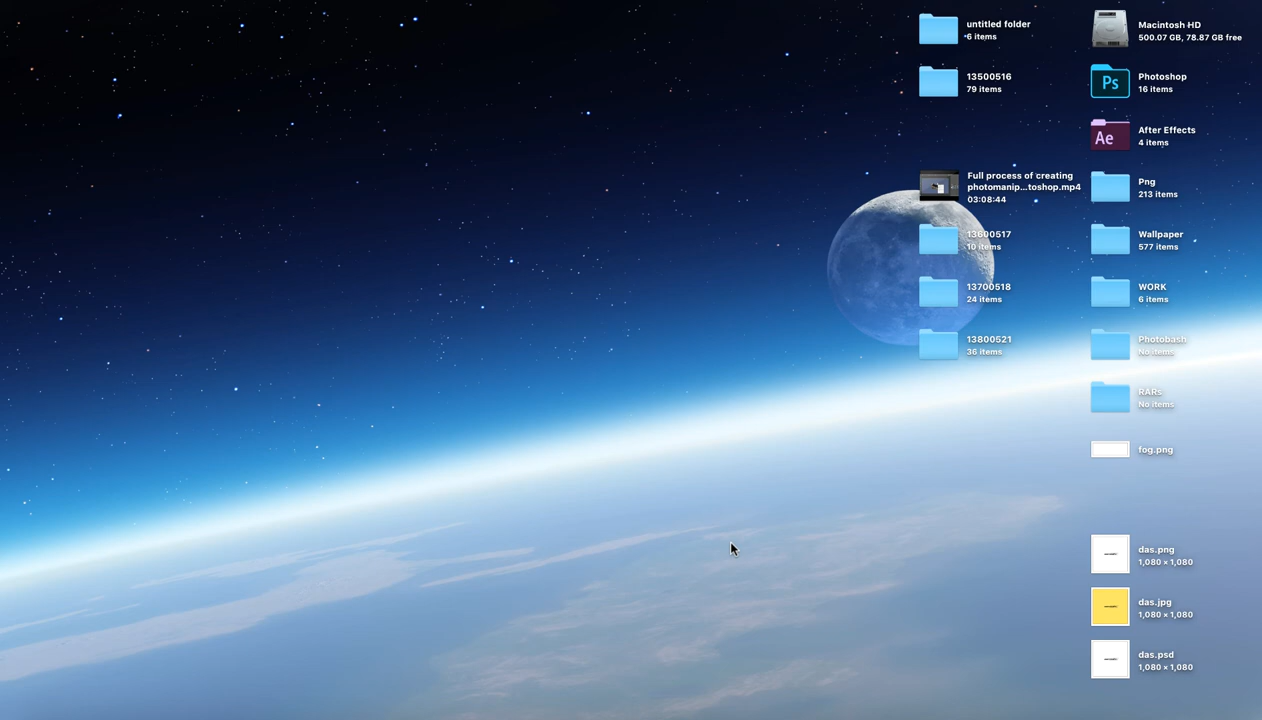 untitled folder
6 items
13500516
79 items
Full process of creating
photomanip...toshop.mp4
03:08:44
13600517
10 items
13700518
24 items
13800521
36 items
Macintosh HD
500.07 GB, 78.87 GB free
Ps
Photoshop
16 items
Ae
After Effects
4 items
Png
213 items
Wallpaper
577 items
WORK
6 items
Photobash
No items
RARs
No items
fog.png
das.png
1,080 × 1,080
das.jpg
1,080 × 1,080
das.psd
1,080 × 1,080